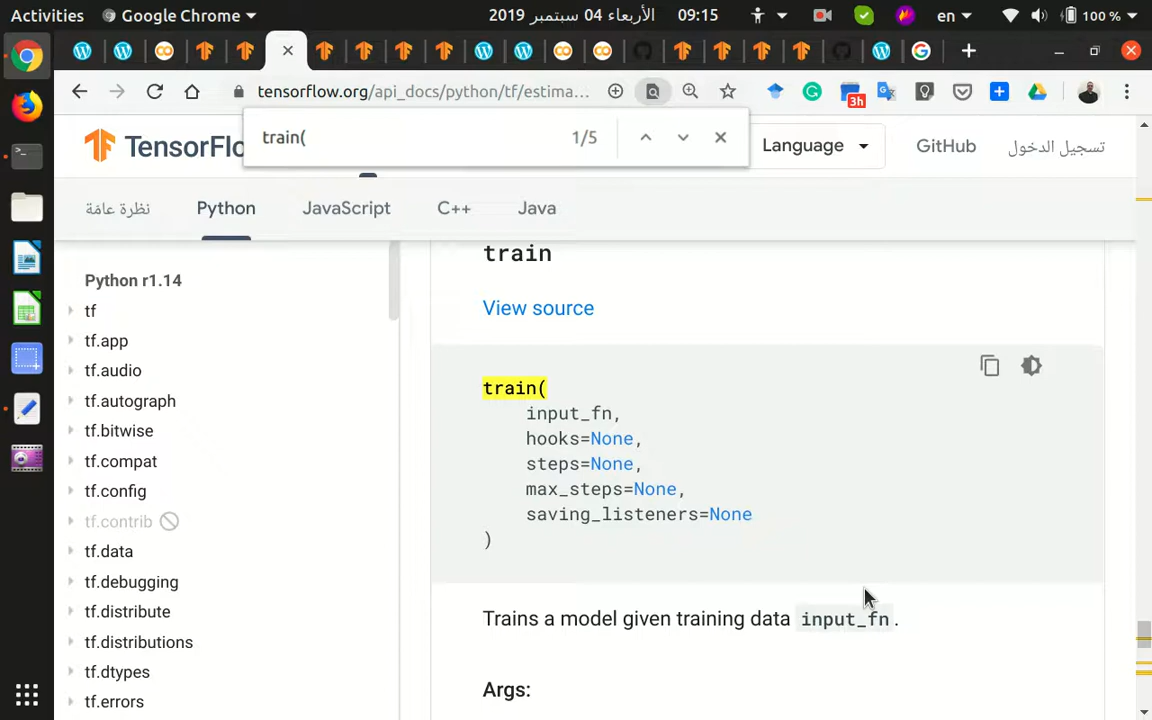 Activities
Google Chrome
الأربعاء 04 سبتمبر 2019
09:15
en
100 %
tensorflow.org/api_docs/python/tf/estima...
3h
train(
1/5
TensorFlo
Language
GitHub
تسجيل الدخول
نظرة عامّة
Python
JavaScript
C++
Java
Python r1.14
tf
tf.app
tf.audio
tf.autograph
tf.bitwise
tf.compat
tf.config
tf.contrib
tf.data
tf.debugging
tf.distribute
tf.distributions
tf.dtypes
tf.errors
train
View source
train(
input_fn,
hooks=None,
steps=None,
max_steps=None,
saving_listeners=None
)
Trains a model given training data input_fn.
Args: